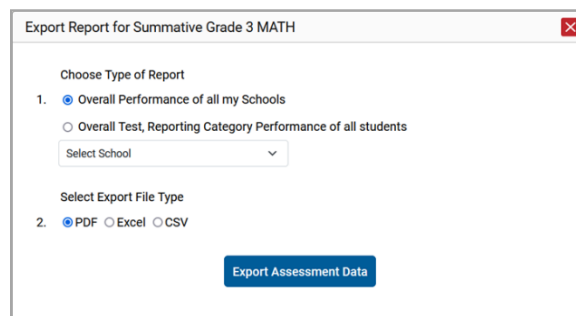 Export Report for Summative Grade 3 MATH
Choose Type of Report
1. Overall Performance of all my Schools
Overall Test, Reporting Category Performance of all students
Select School
Select Export File Type
2. PDF Excel CSV
Export Assessment Data